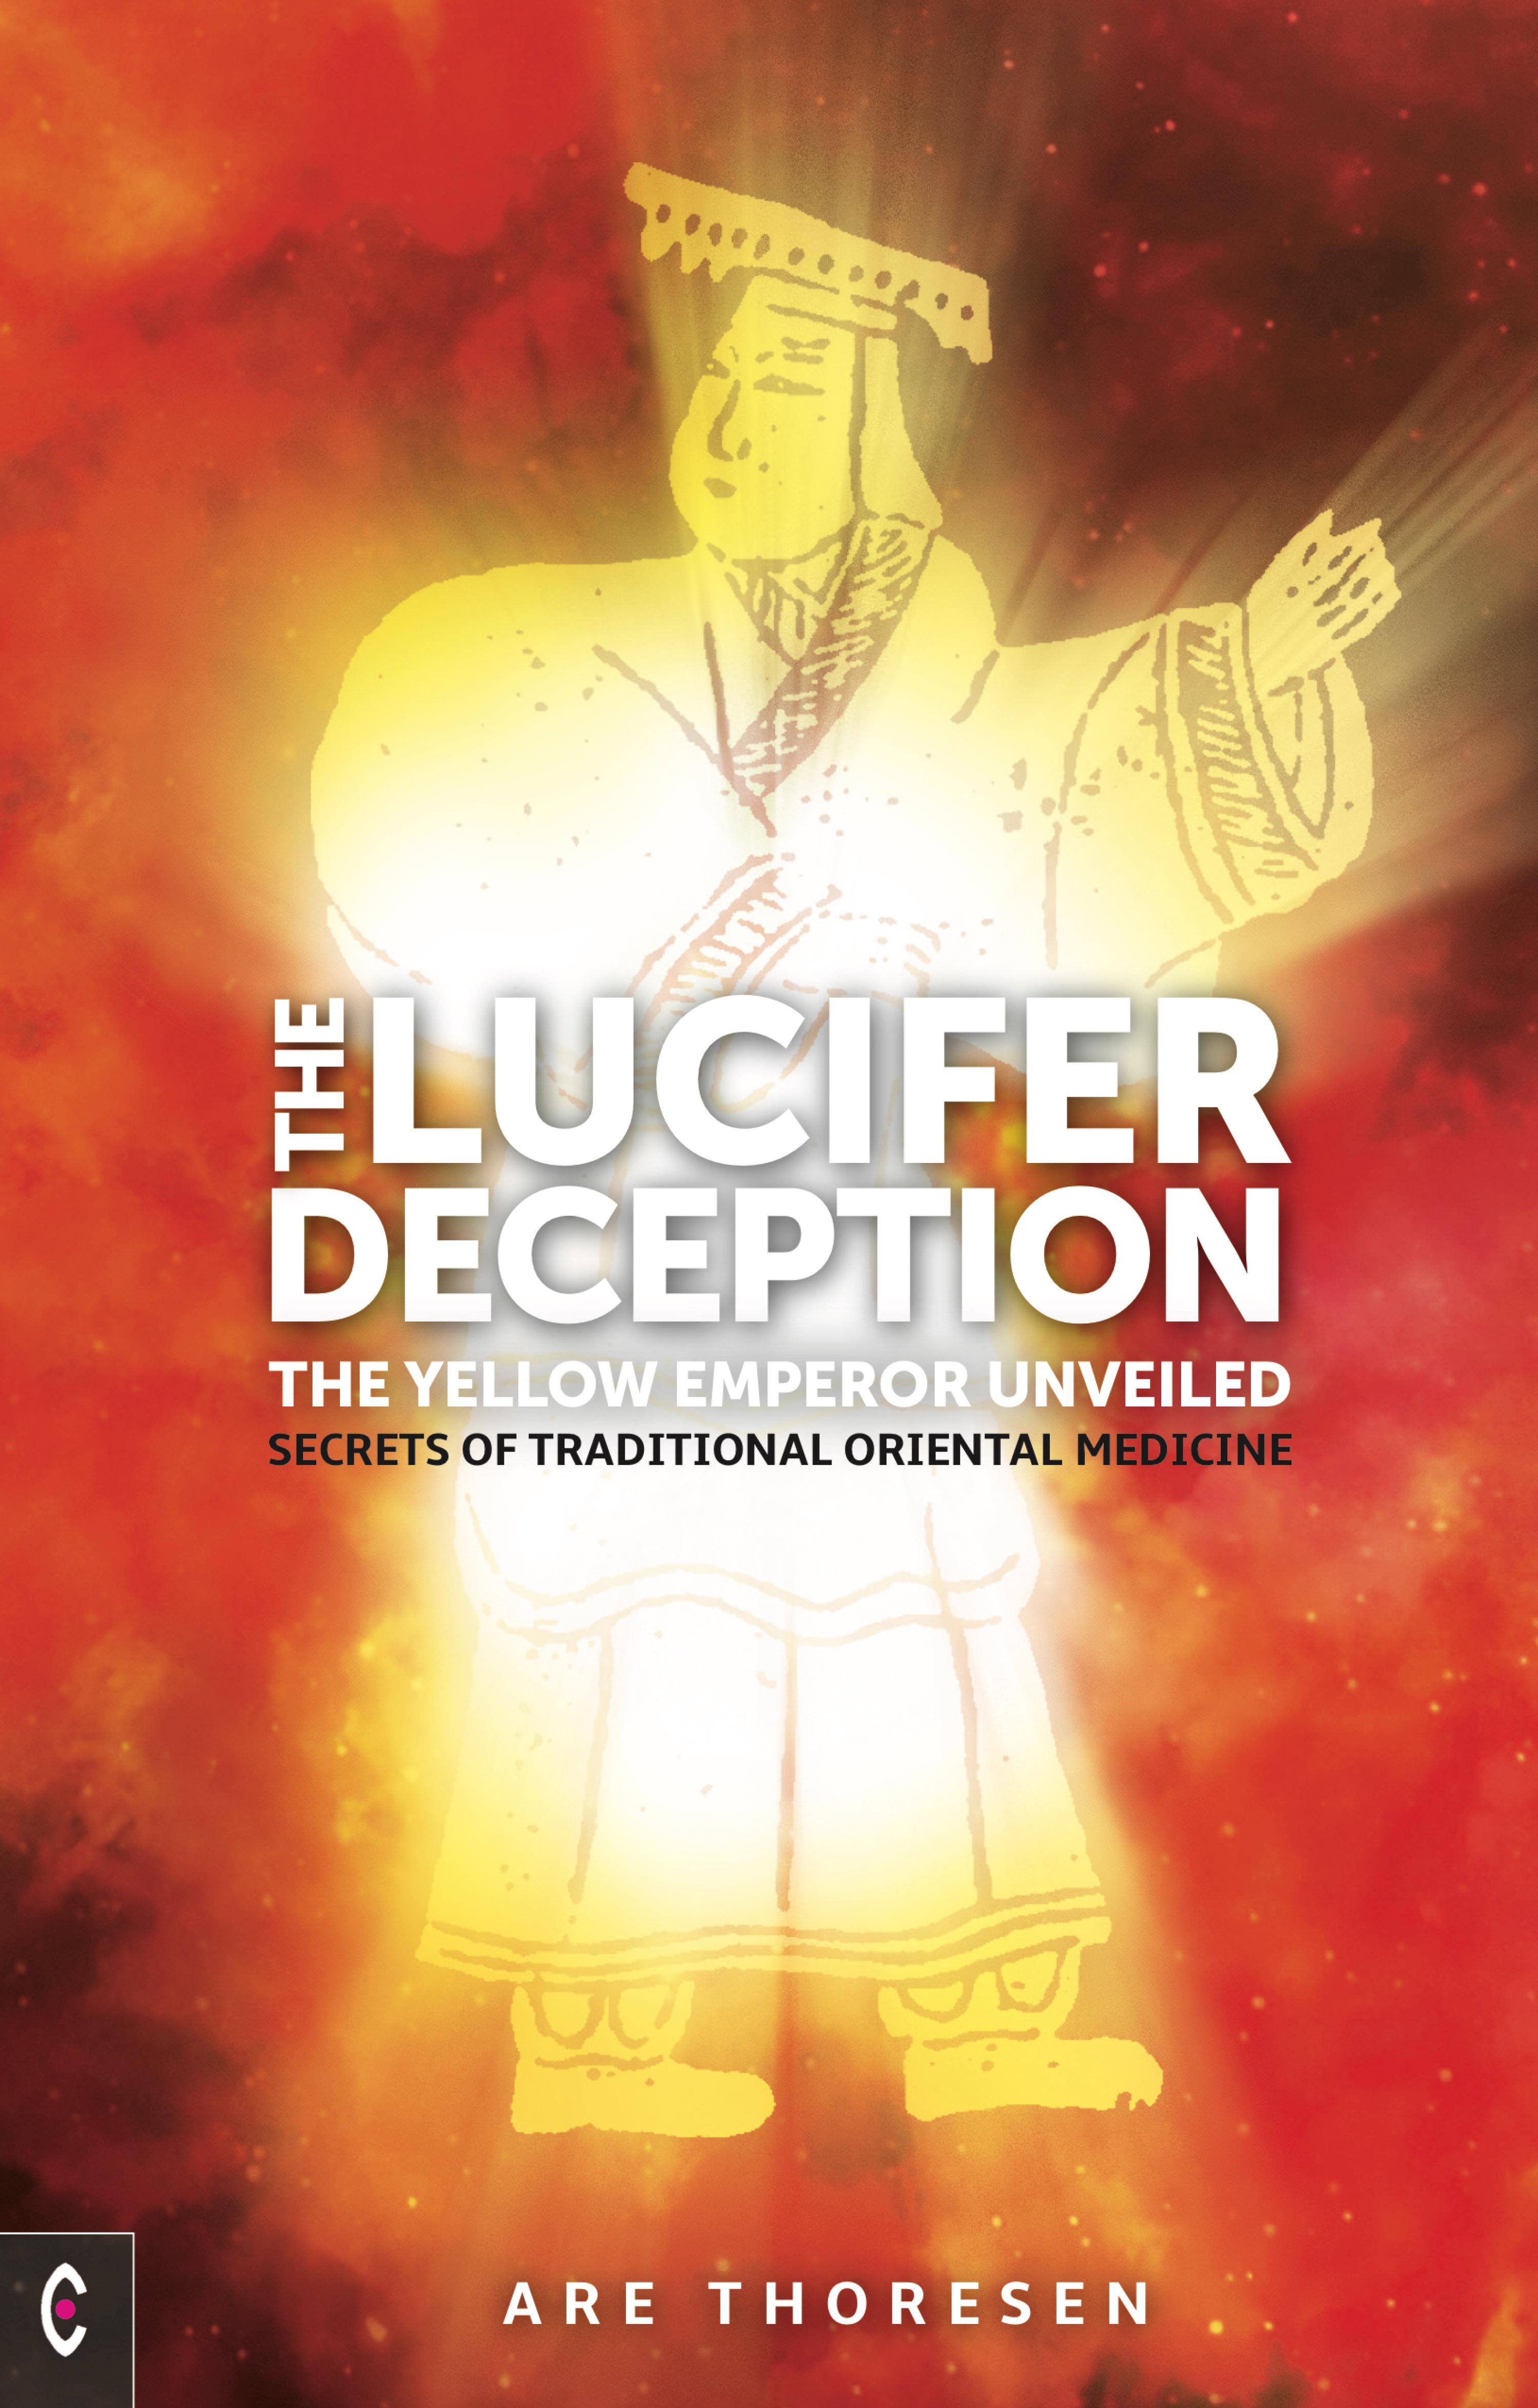 THE LUCIFER
DECEPTION
THE YELLOW EMPEROR UNVEILED
SECRETS OF TRADITIONAL ORIENTAL MEDICINE
ARE THORESEN